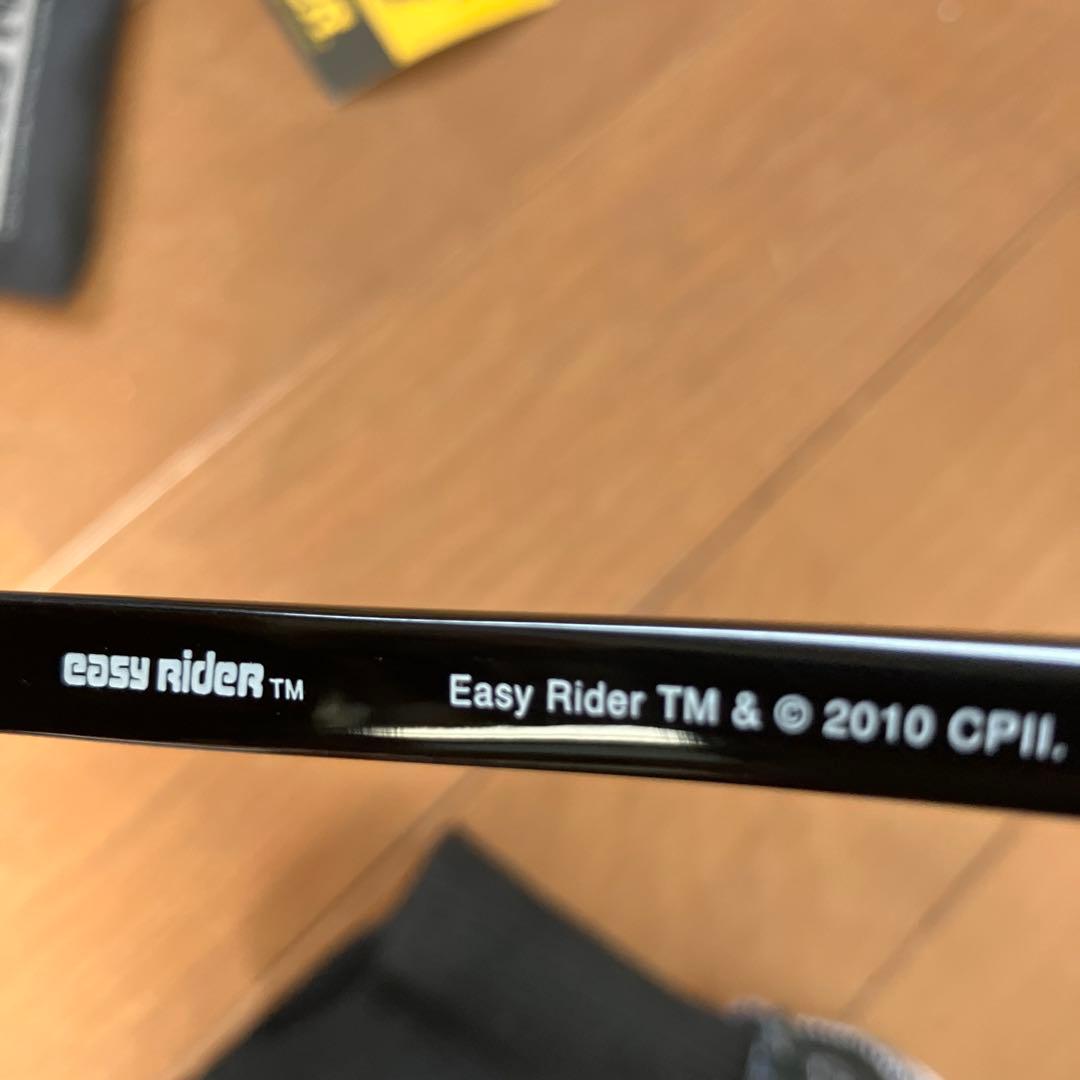 easy RideR TM
Easy Rider TM & © 2010 CPII.